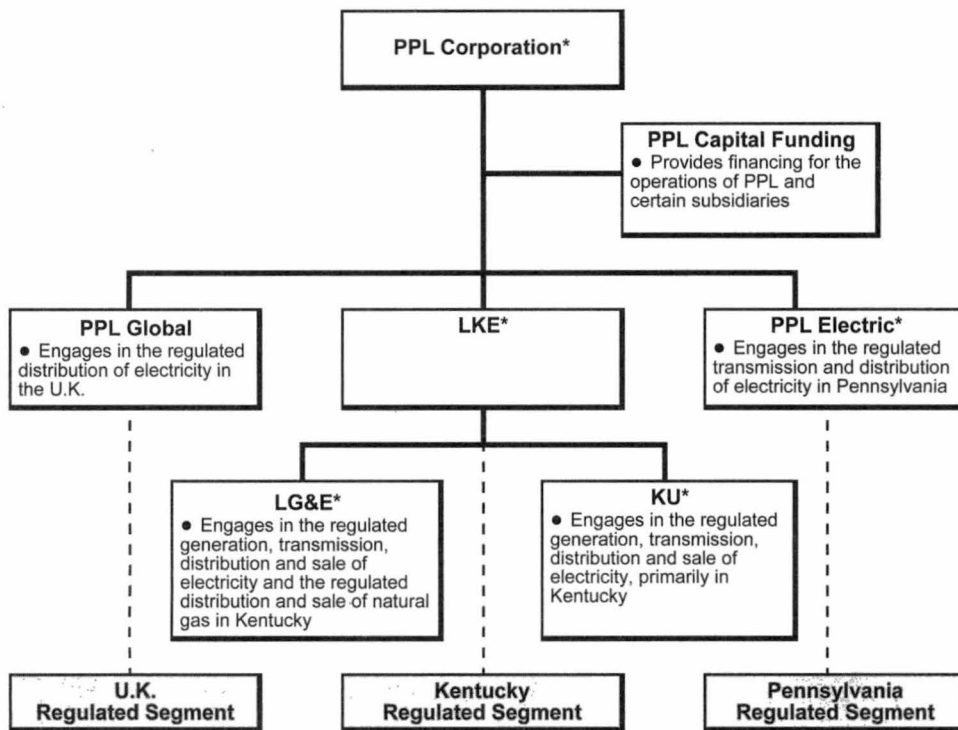 PPL Corporation*
PPL Capital Funding
● Provides financing for the
operations of PPL and
certain subsidiaries
PPL Global
● Engages in the regulated
distribution of electricity in
the U.K.
LKE*
PPL Electric*
● Engages in the regulated
transmission and distribution
of electricity in Pennsylvania
LG&E*
● Engages in the regulated
generation, transmission,
distribution and sale of
electricity and the regulated
distribution and sale of natural
gas in Kentucky
KU*
● Engages in the regulated
generation, transmission,
distribution and sale of
electricity, primarily in
Kentucky
U.K.
Regulated Segment
Kentucky
Regulated Segment
Pennsylvania
Regulated Segment